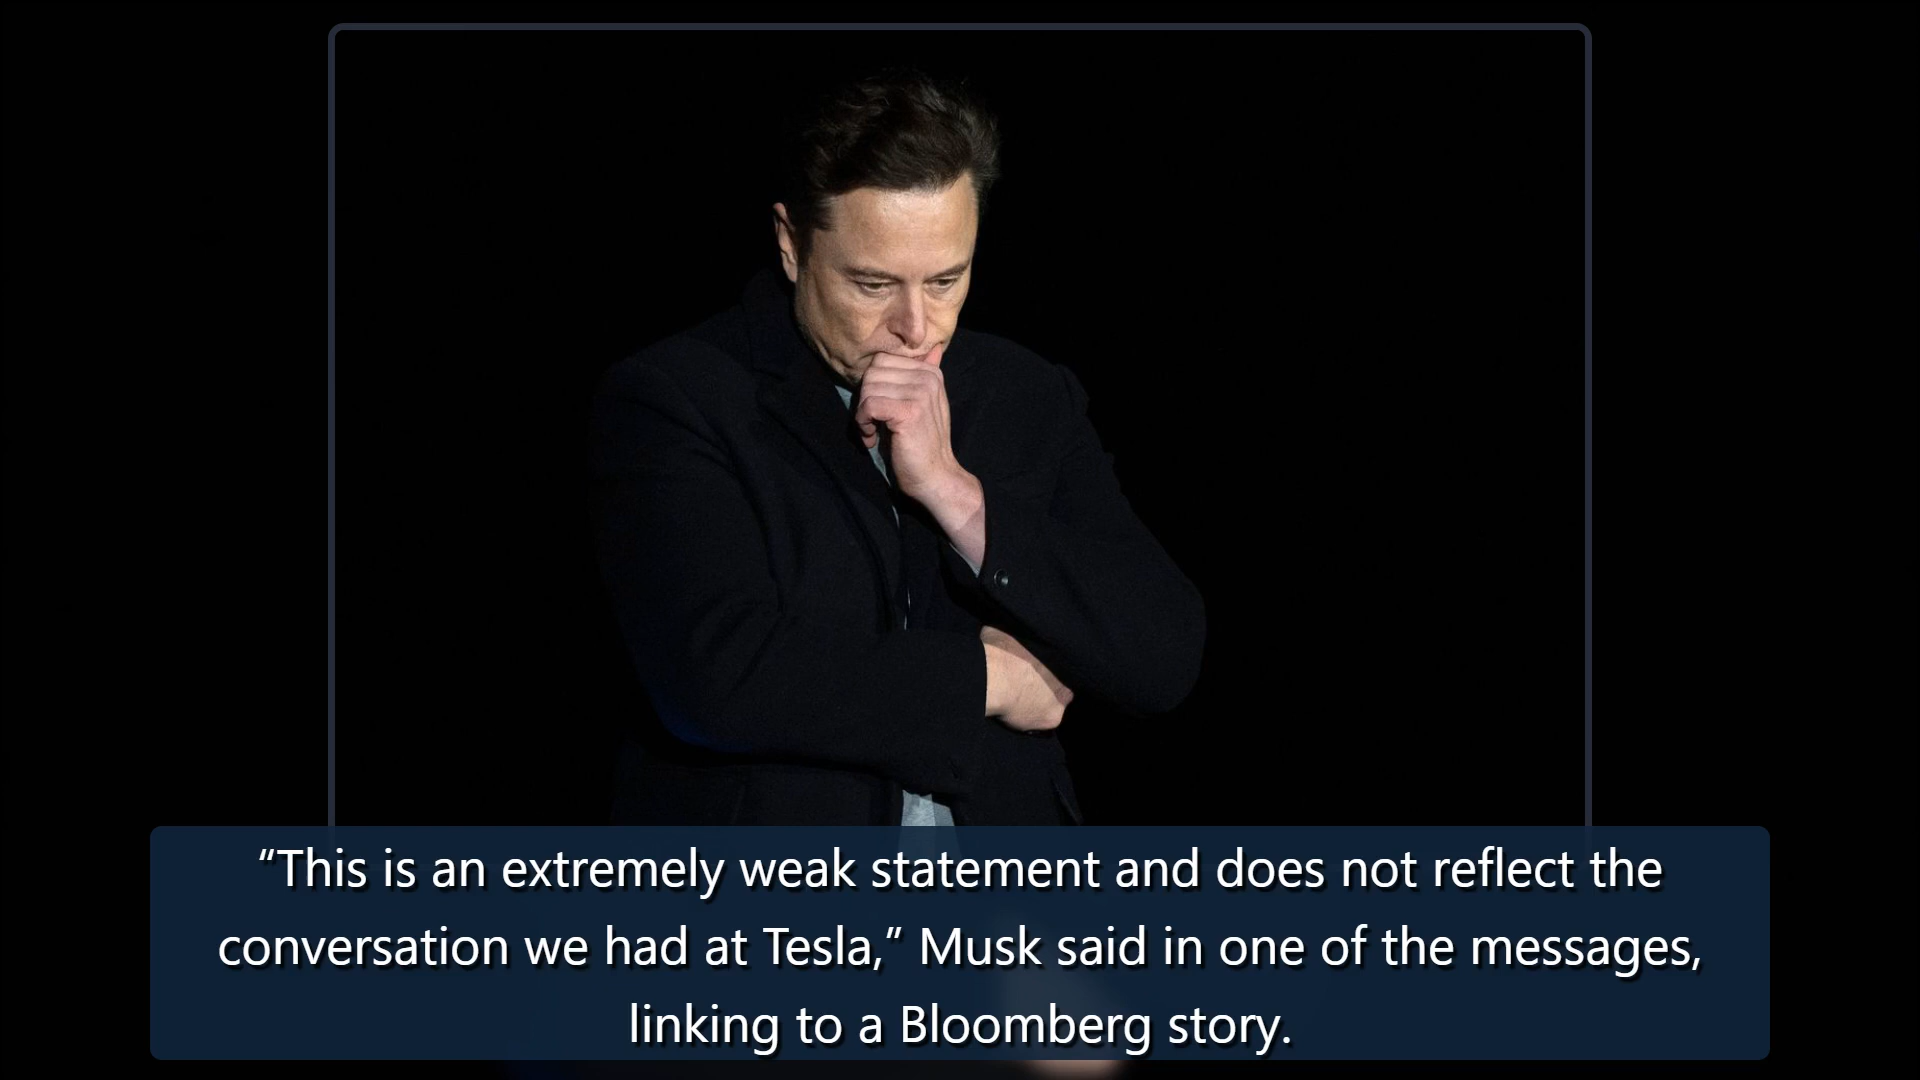 “This is an extremely weak statement and does not reflect the
conversation we had at Tesla,” Musk said in one of the messages,
linking to a Bloomberg story.